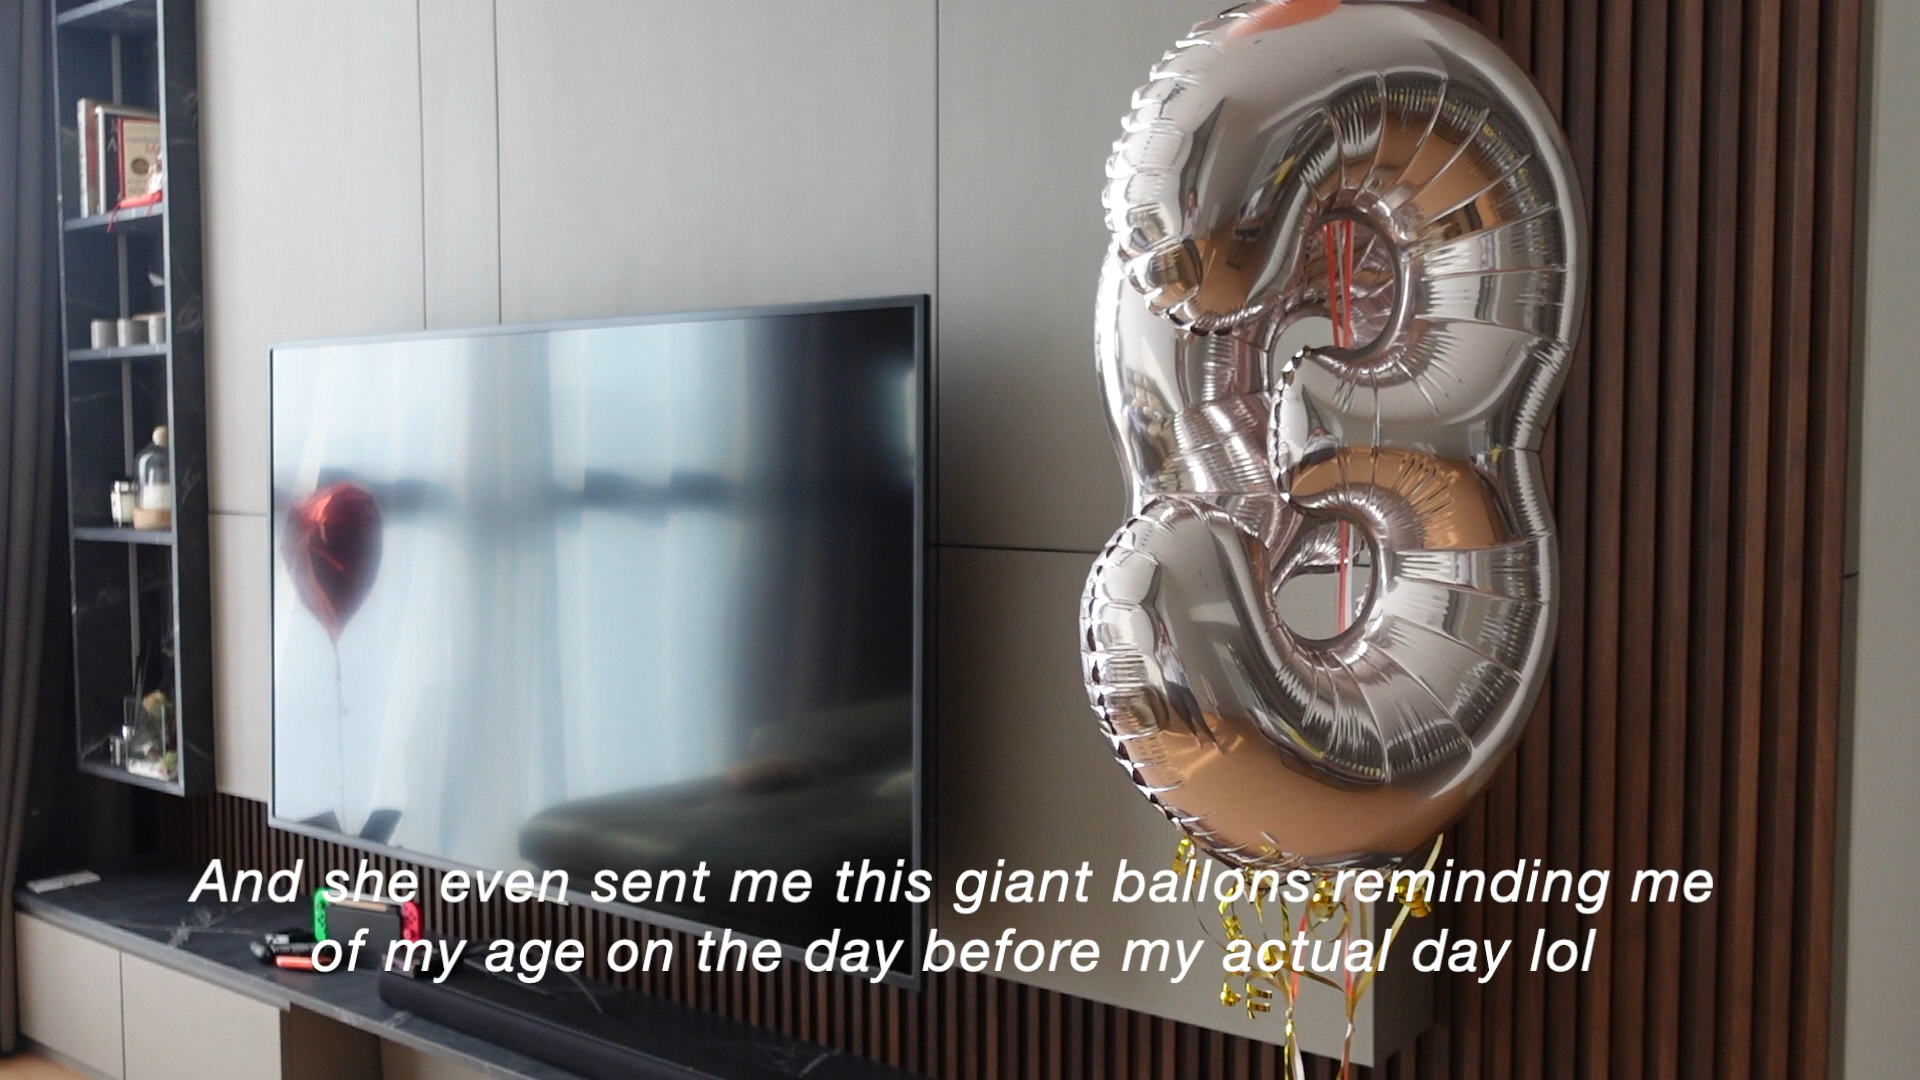 And she even sent me this giant ballons reminding me
of my age on the day before my actual day lol